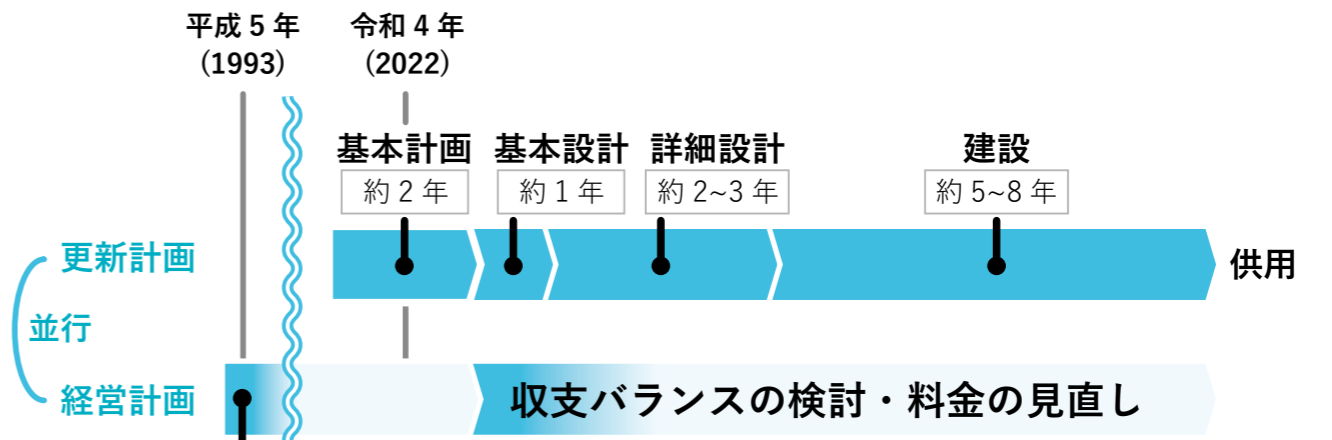 平成 5 年
(1993)
令和 4 年
(2022)
基本計画
約 2 年
基本設計
約 1 年
詳細設計
約 2~3 年
建設
約 5~8 年
更新計画
供用
並行
経営計画
収支バランスの検討・料金の見直し